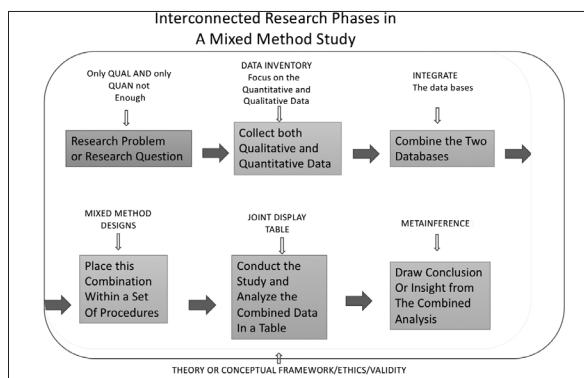 Interconnected Research Phases in
A Mixed Method Study
Only QUAL AND only
QUAN not
Enough
DATA INVENTORY
Focus on the
Quantitative and
Qualitative Data
INTEGRATE
The data bases
Research Problem
or Research Question
Collect both
Qualitative and
Quantitative Data
Combine the Two
Databases
MIXED METHOD
DESIGNS
JOINT DISPLAY
TABLE
METAINFERENCE
Place this
Combination
Within a Set
Of Procedures
Conduct the
Study and
Analyze the
Combined Data
In a Table
Draw Conclusion
Or Insight from
The Combined
Analysis
THEORY OR CONCEPTUAL FRAMEWORK/ETHICS/VALIDITY